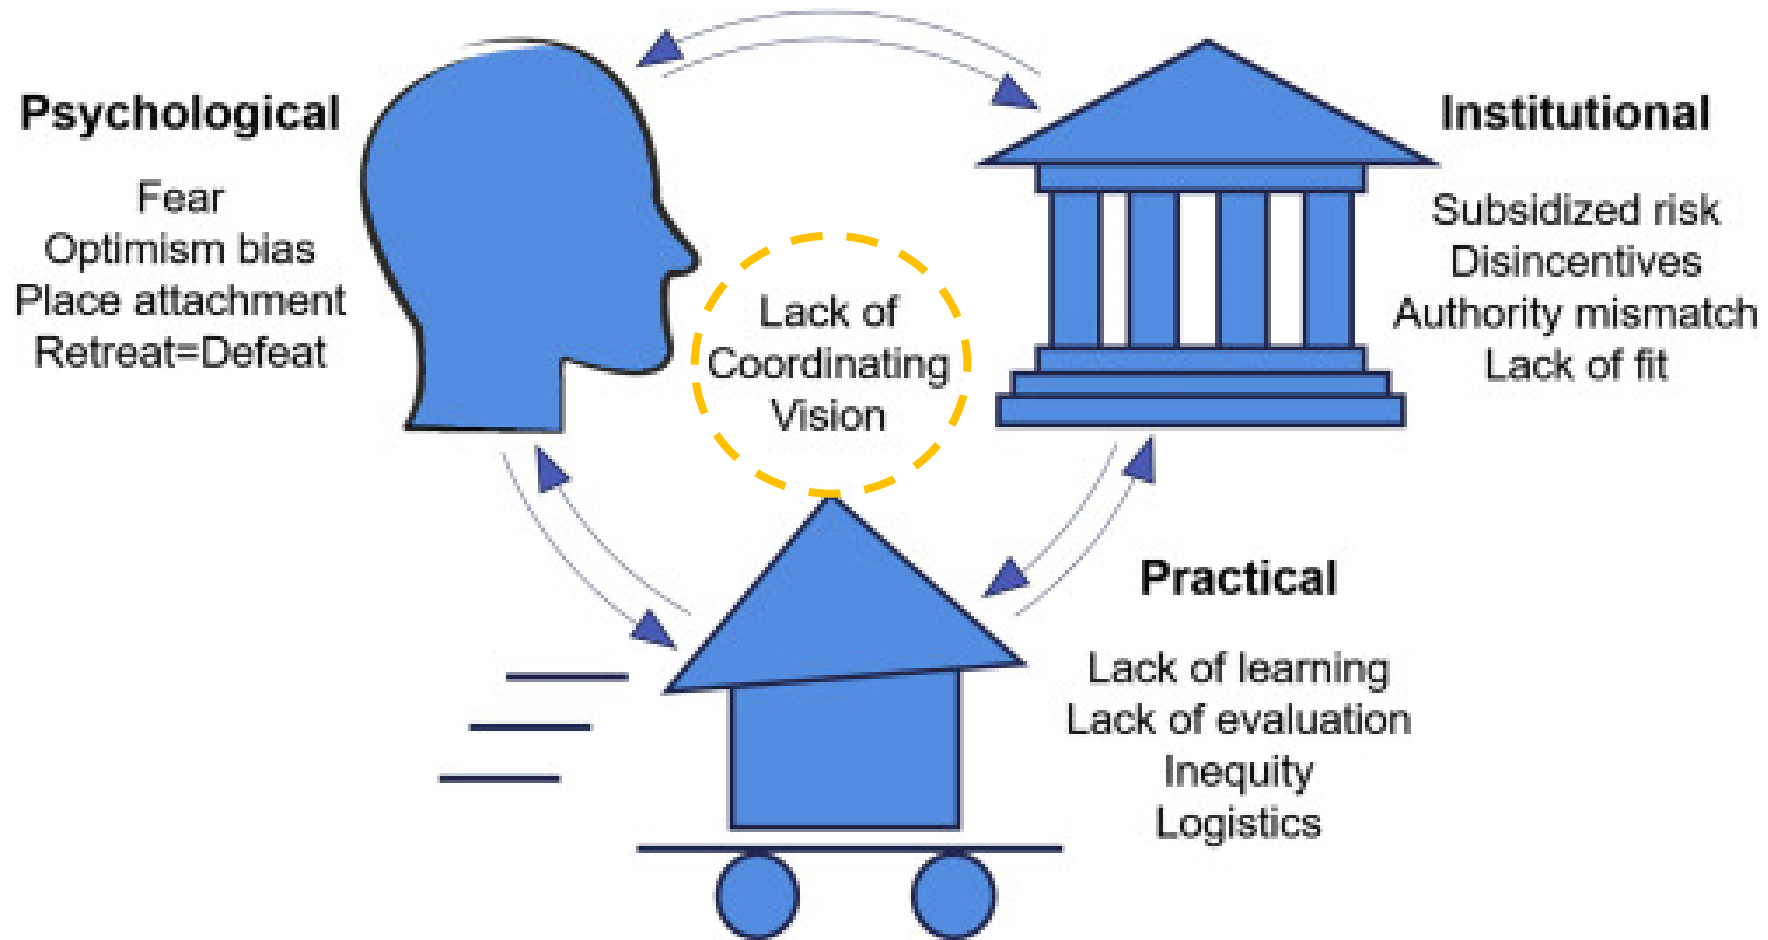 Psychological
Fear
Optimism bias
Place attachment
Retreat=Defeat
Lack of
Coordinating
Vision
Institutional
Subsidized risk
Disincentives
Authority mismatch
Lack of fit
Practical
Lack of learning
Lack of evaluation
Inequity
Logistics